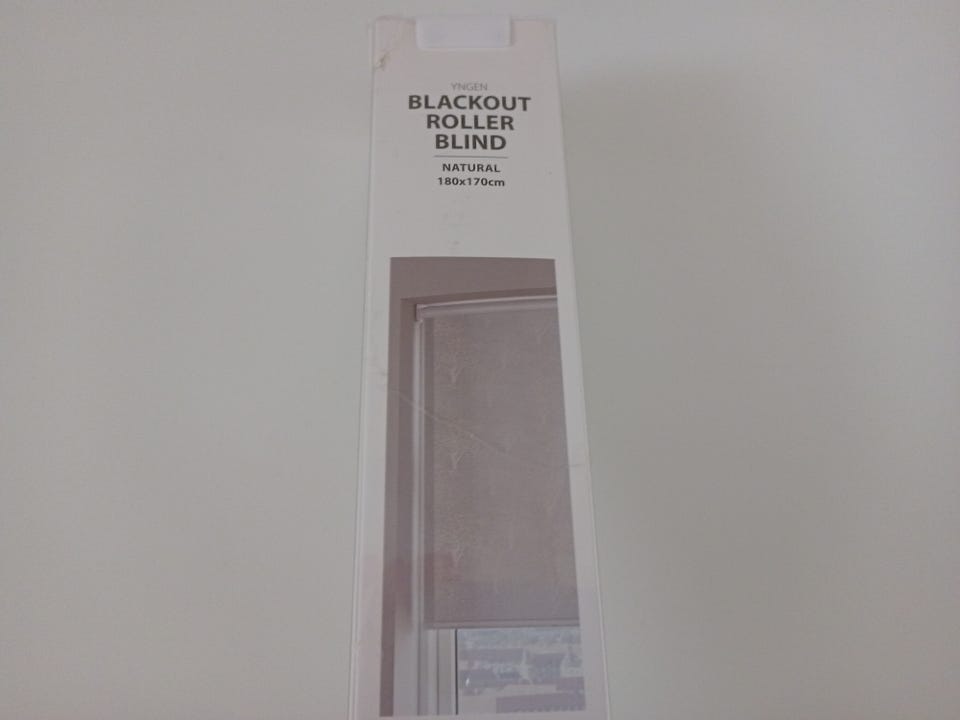 YNGEN
BLACKOUT
ROLLER
BLIND
NATURAL
180x170cm